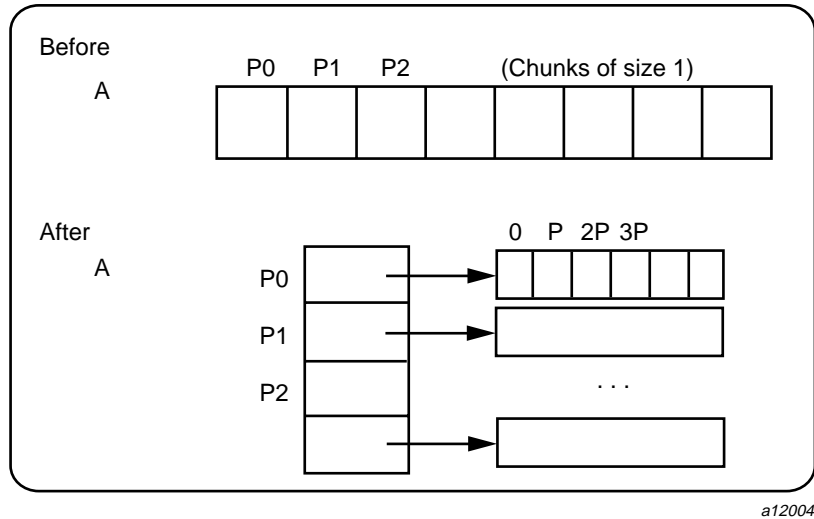 Before
P0 P1 P2 (Chunks of size 1)
A
After
0 P 2P 3P
A
P0
P1
P2 . . .
a12004